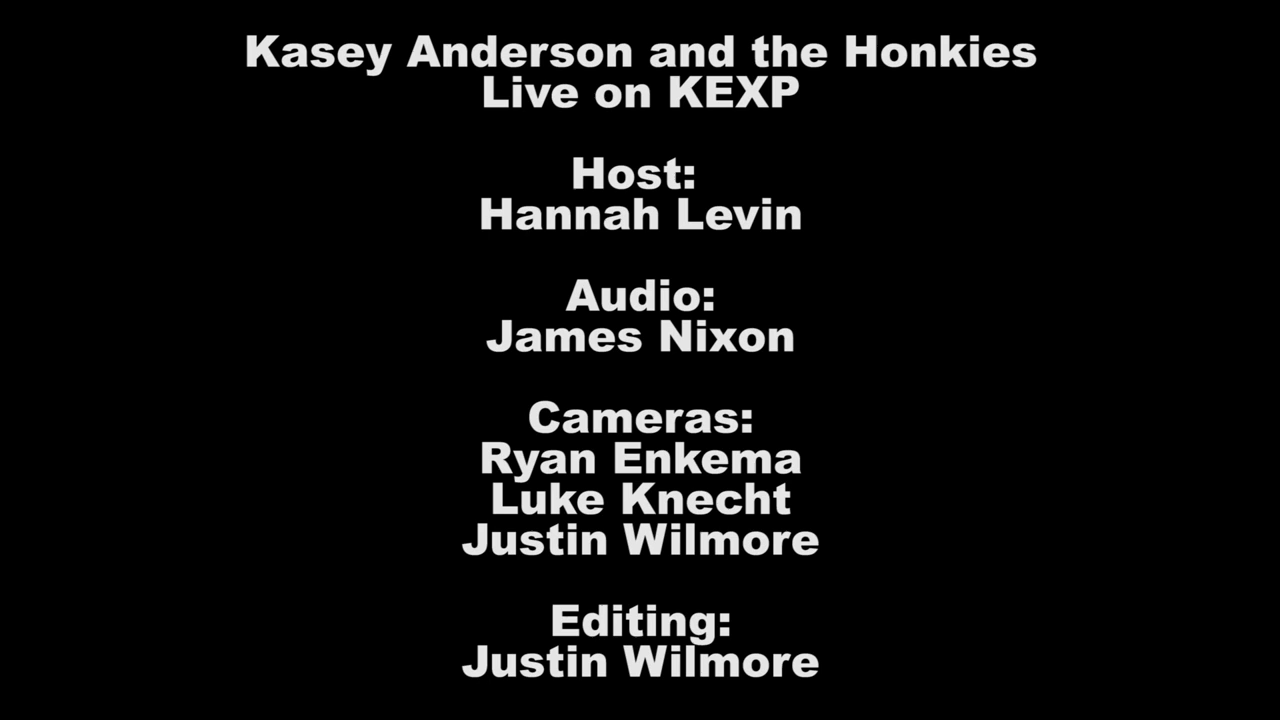 Kasey Anderson and the Honkies
Live on KEXP
Host:
Hannah Levin
Audio:
James Nixon
Cameras:
Ryan Enkema
Luke Knecht
Justin Wilmore
Editing:
Justin Wilmore